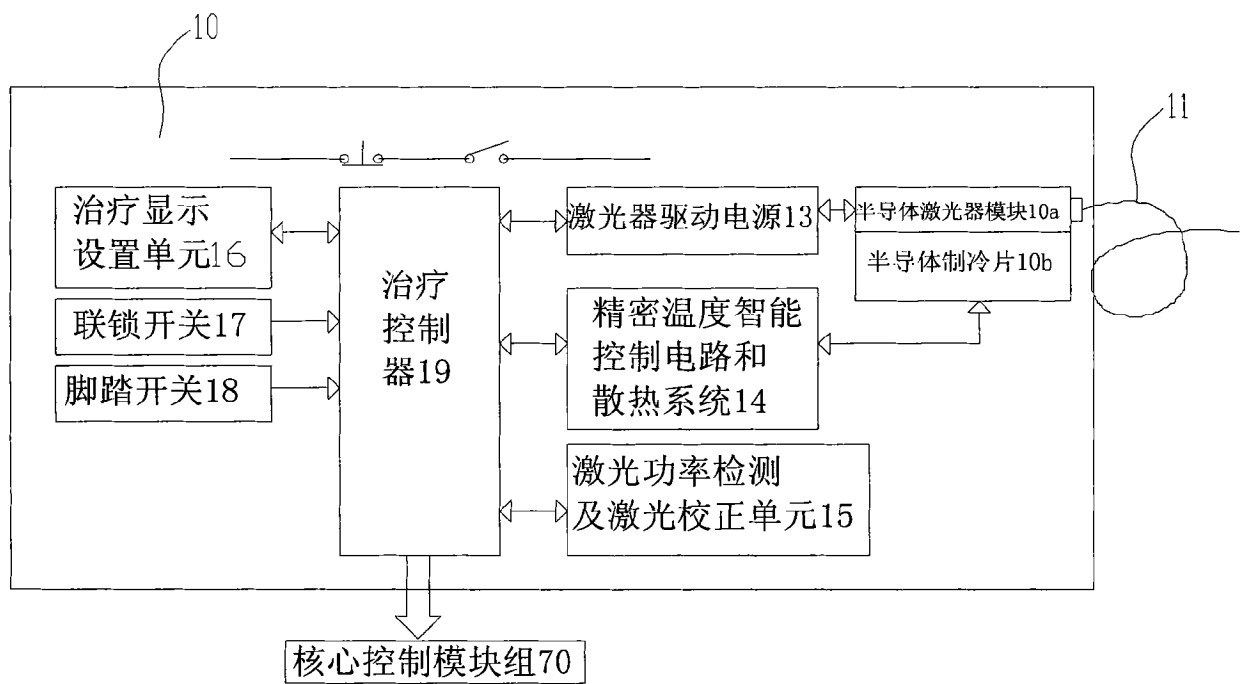 10
11
治疗显示
设置单元16
联锁开关17
脚踏开关18
治疗
控制
器19
激光器驱动电源13
半导体激光器模块10a
半导体制冷片10b
精密温度智能
控制电路和
散热系统14
激光功率检测
及激光校正单元15
核心控制模块组70